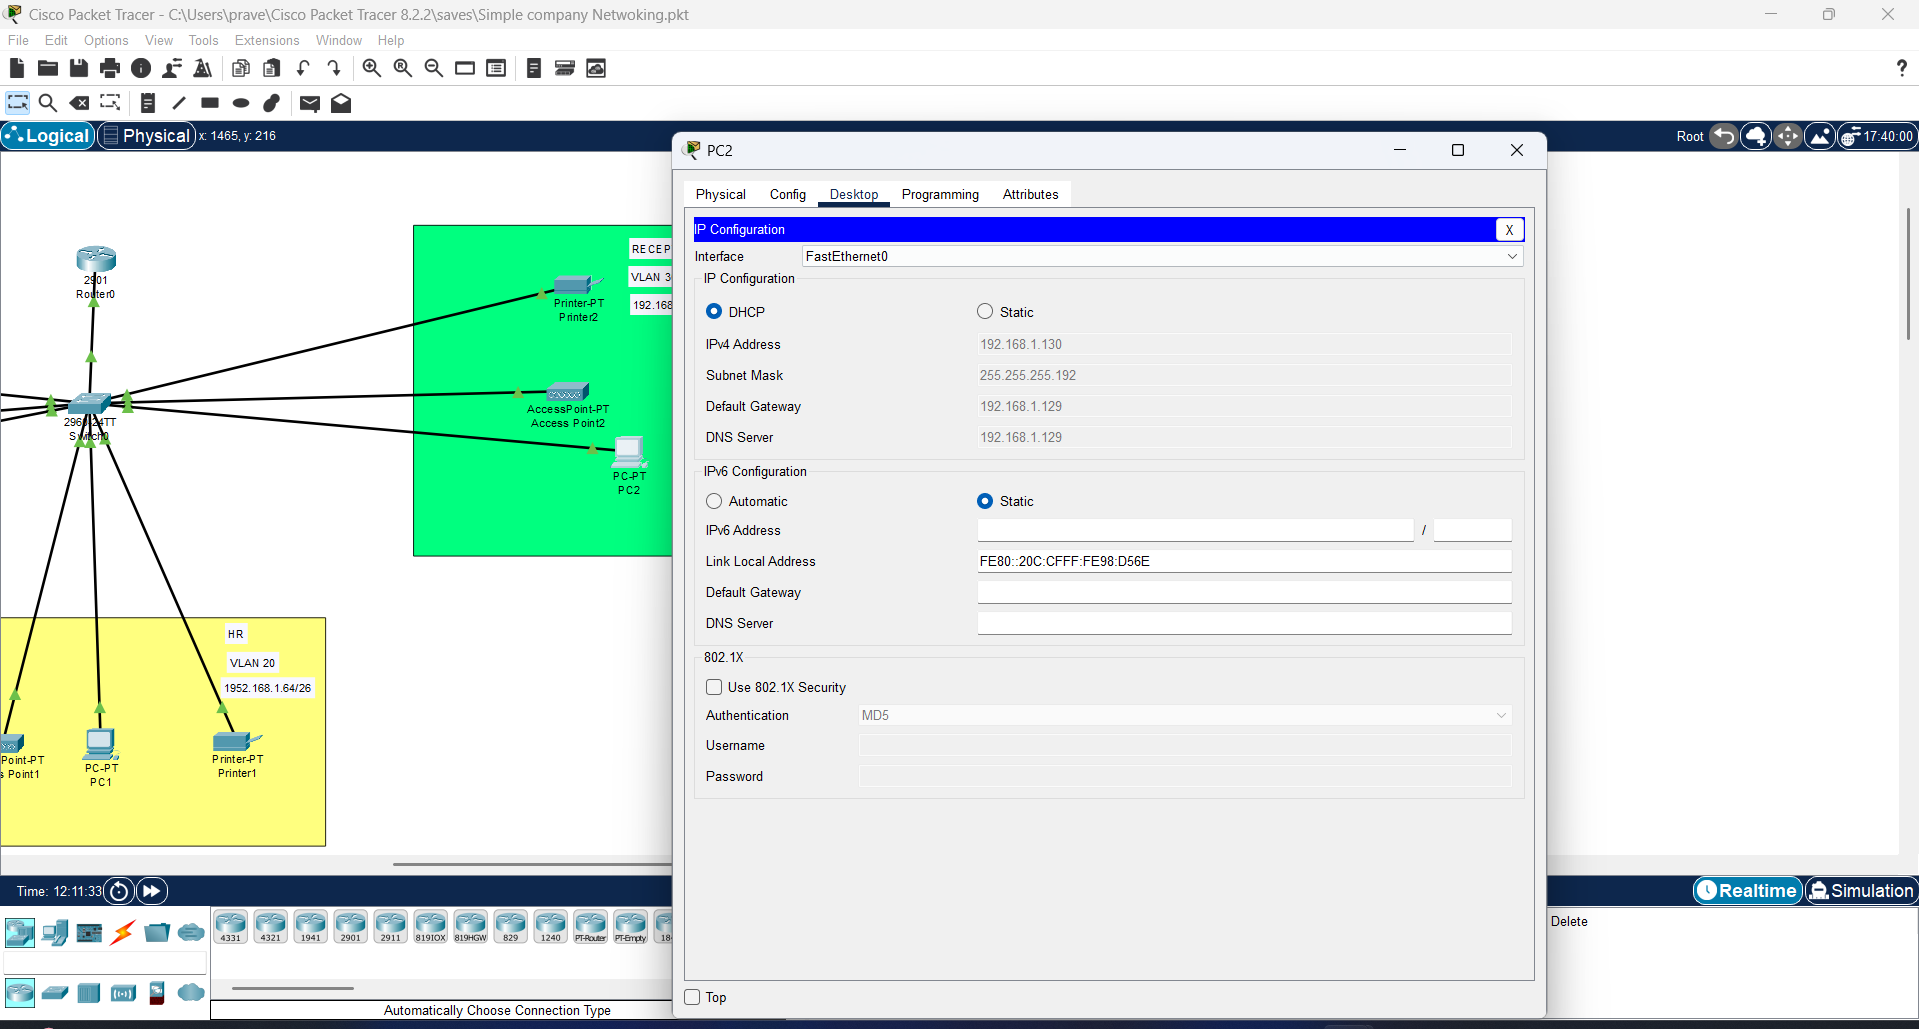 Cisco Packet Tracer - C:\Users\prave\Cisco Packet Tracer 8.2.2\saves\Simple company Netwoking.pkt
File Edit Options View Tools Extensions Window Help
Logical Physical x: 1465, y: 216
Root 17:40:00
PC2
Physical Config Desktop Programming Attributes
IP Configuration X
Interface FastEthernet0
IP Configuration
DHCP Static
IPv4 Address 192.168.1.130
Subnet Mask 255.255.255.192
Default Gateway 192.168.1.129
DNS Server 192.168.1.129
IPv6 Configuration
Automatic Static
IPv6 Address /
Link Local Address FE80::20C:CFFF:FE98:D56E
Default Gateway
DNS Server
802.1X
Use 802.1X Security
Authentication MD5
Username
Password
Top
2901
Router0
2960-24TT
Switch0
RECEP
VLAN 3
192.168
Printer-PT
Printer2
AccessPoint-PT
Access Point2
PC-PT
PC2
HR
VLAN 20
1952.168.1.64/26
Point-PT
s Point1
PC-PT
PC1
Printer-PT
Printer1
Time: 12:11:33
Realtime Simulation
4331 4321 1941 2901 2911 819IOX 819HGW 829 1240 PT-Router PT-Empty 18
Delete
Automatically Choose Connection Type